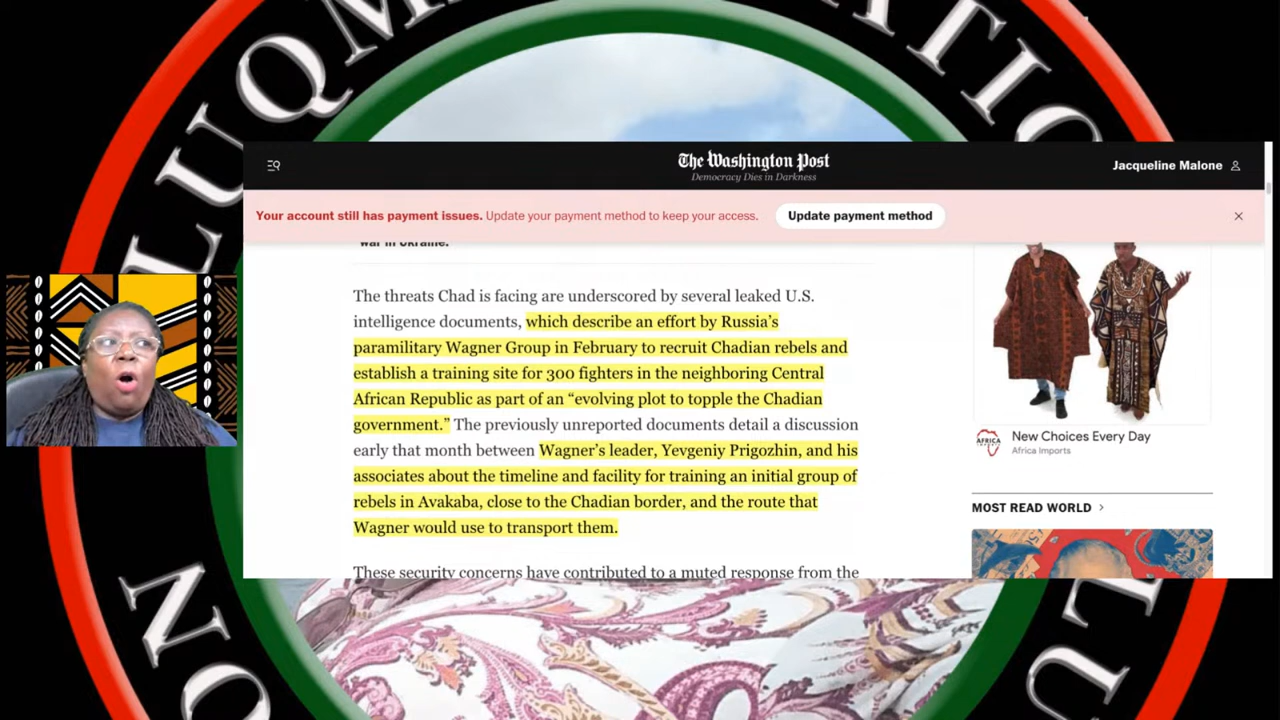 LUQM
ATIO
The Washington Post
Democracy Dies in Darkness
Jacqueline Malone
Your account still has payment issues. Update your payment method to keep your access.
Update payment method
war in Ukraine.
The threats Chad is facing are underscored by several leaked U.S.
intelligence documents, which describe an effort by Russia’s
paramilitary Wagner Group in February to recruit Chadian rebels and
establish a training site for 300 fighters in the neighboring Central
African Republic as part of an “evolving plot to topple the Chadian
government.” The previously unreported documents detail a discussion
early that month between Wagner’s leader, Yevgeniy Prigozhin, and his
associates about the timeline and facility for training an initial group of
rebels in Avakaba, close to the Chadian border, and the route that
Wagner would use to transport them.
These security concerns have contributed to a muted response from the
AFRICA
IMPORTS
New Choices Every Day
Africa Imports
MOST READ WORLD
NO
LU